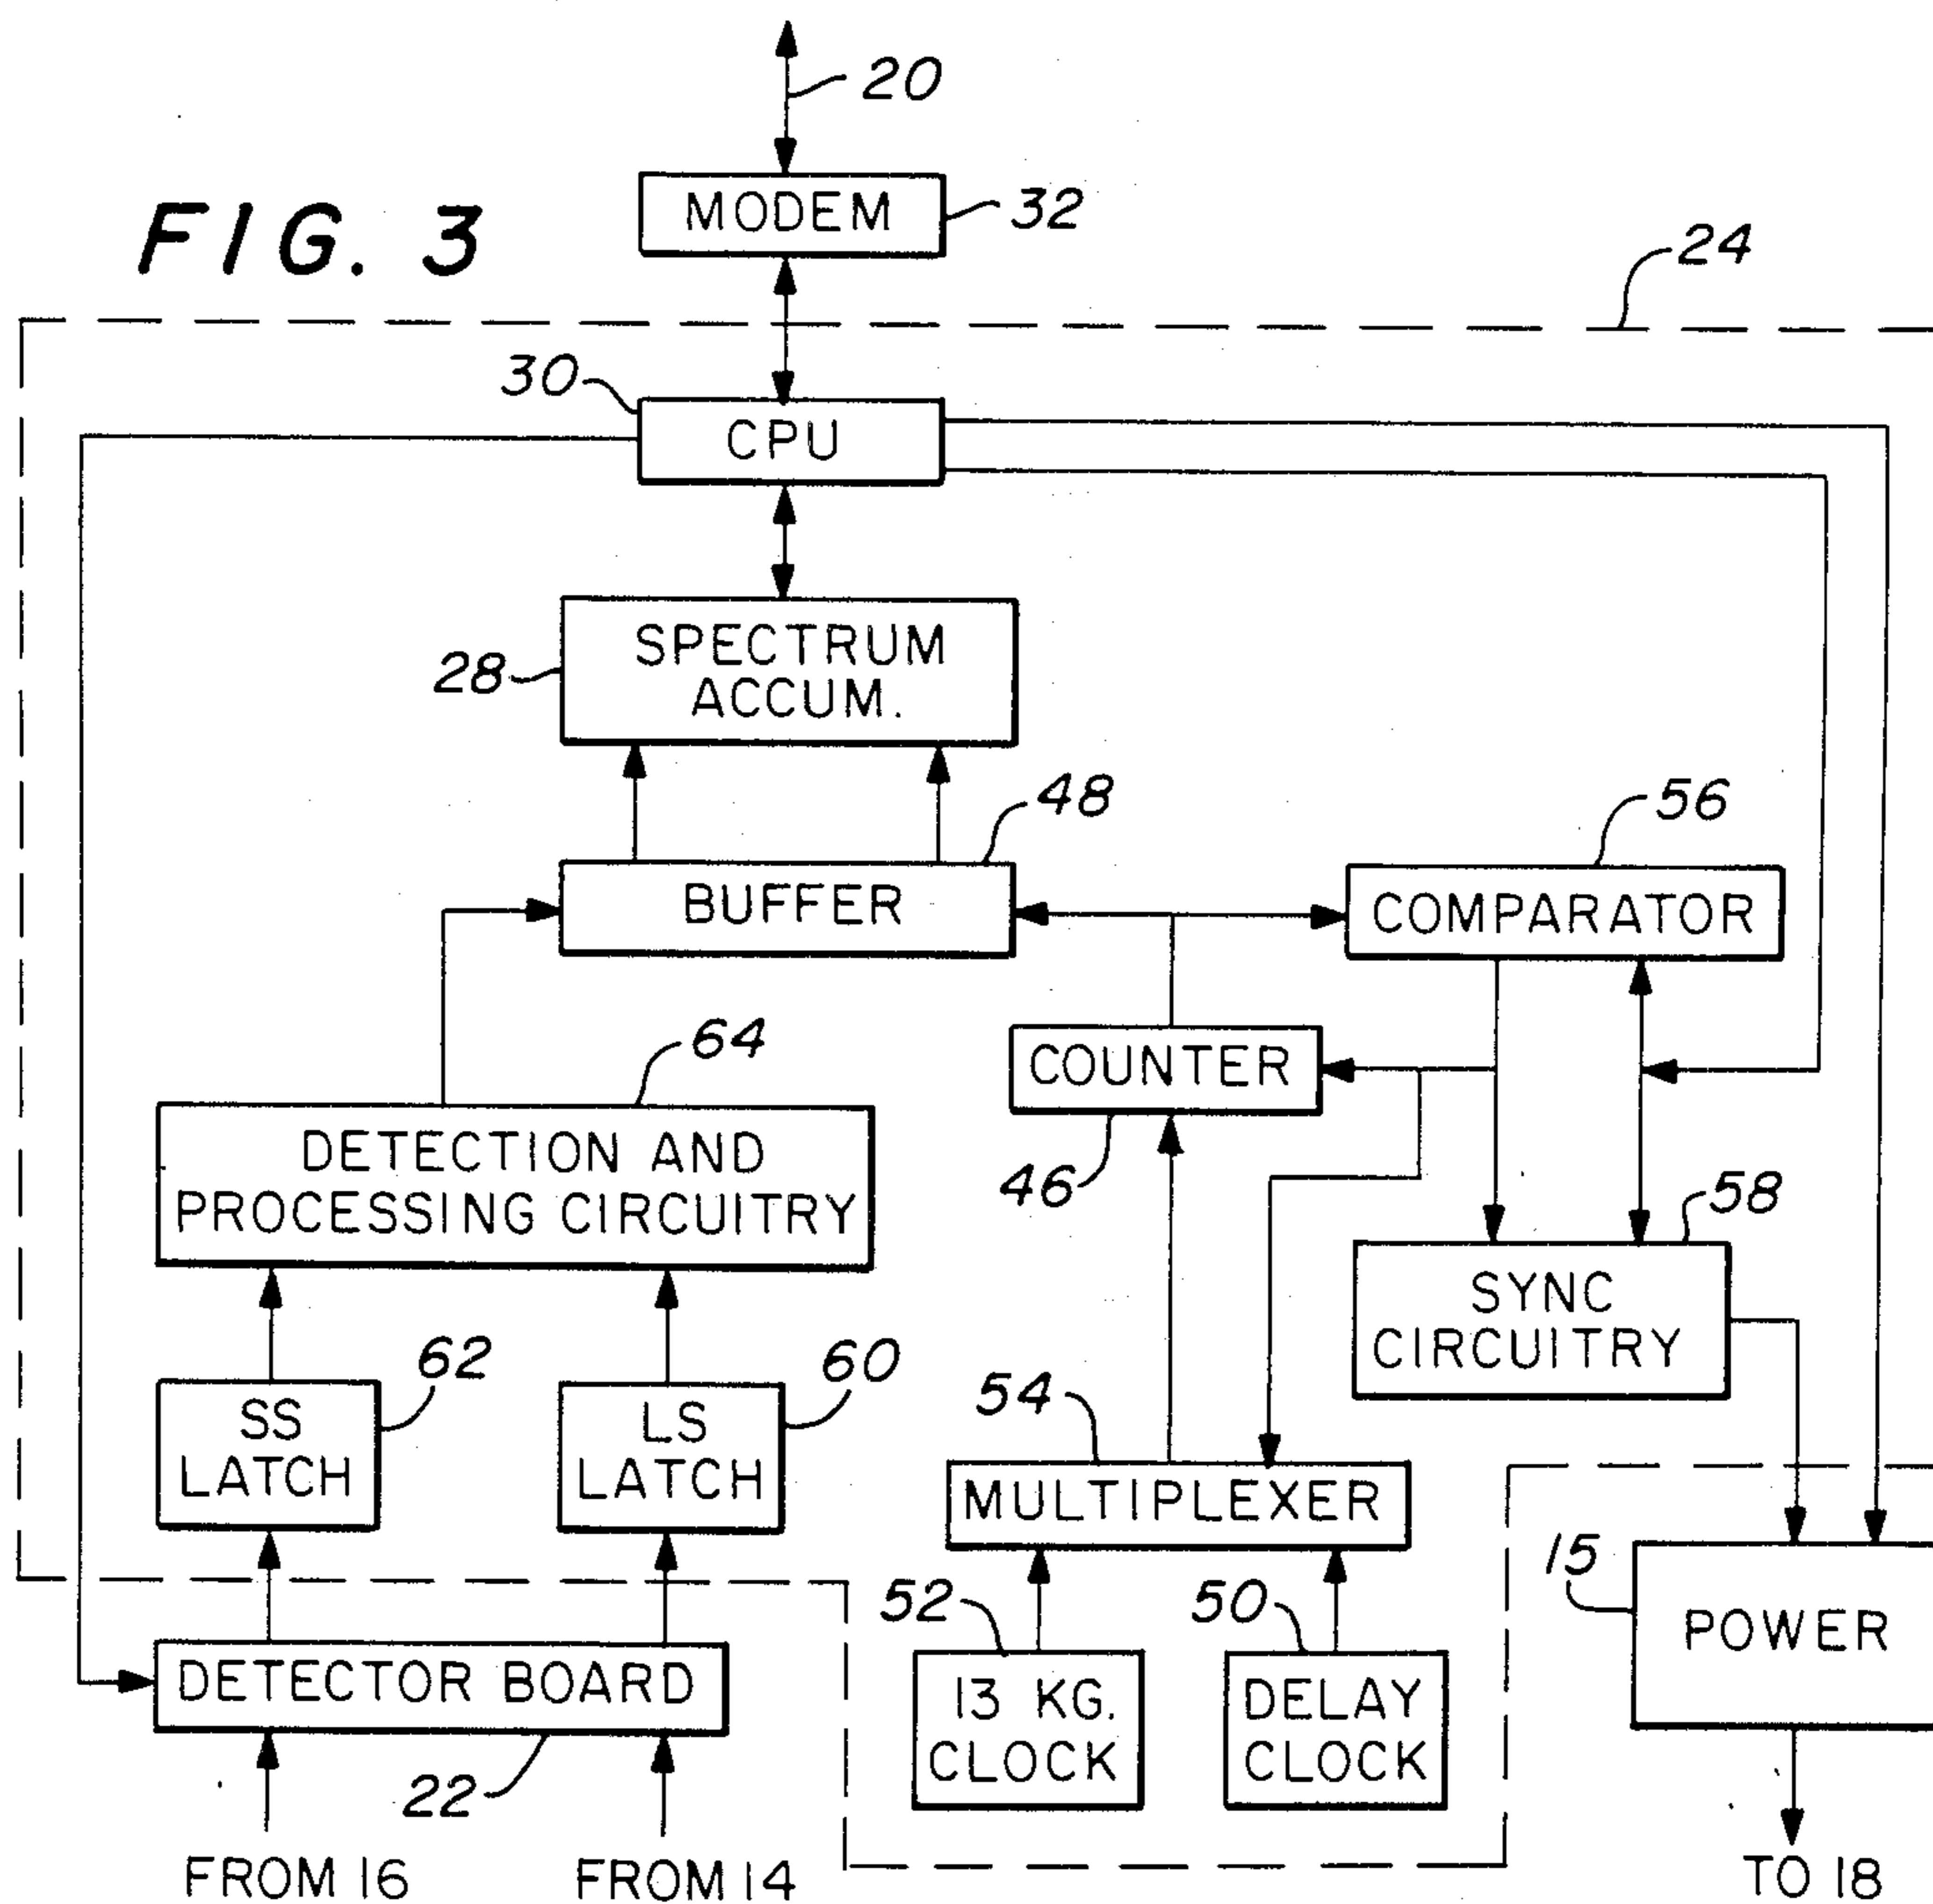 20
MODEM
32
FIG. 3
24
30
CPU
SPECTRUM
ACCUM.
28
48
BUFFER
56
COMPARATOR
64
COUNTER
46
DETECTION AND
PROCESSING CIRCUITRY
58
SYNC
CIRCUITRY
62
60
SS
LATCH
LS
LATCH
54
MULTIPLEXER
15
POWER
52
50
DETECTOR BOARD
13 KG.
CLOCK
DELAY
CLOCK
22
FROM 16
FROM 14
TO 18